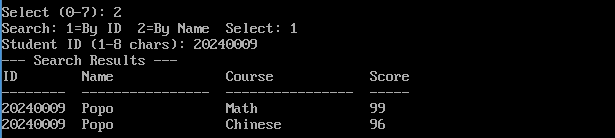 Select (0-7): 2
Search: 1=By ID  2=By Name  Select: 1
Student ID (1-8 chars): 20240009
--- Search Results ---
ID        Name              Course            Score
--------  ----------------  ----------------  -----
20240009  Popo              Math              99
20240009  Popo              Chinese           96